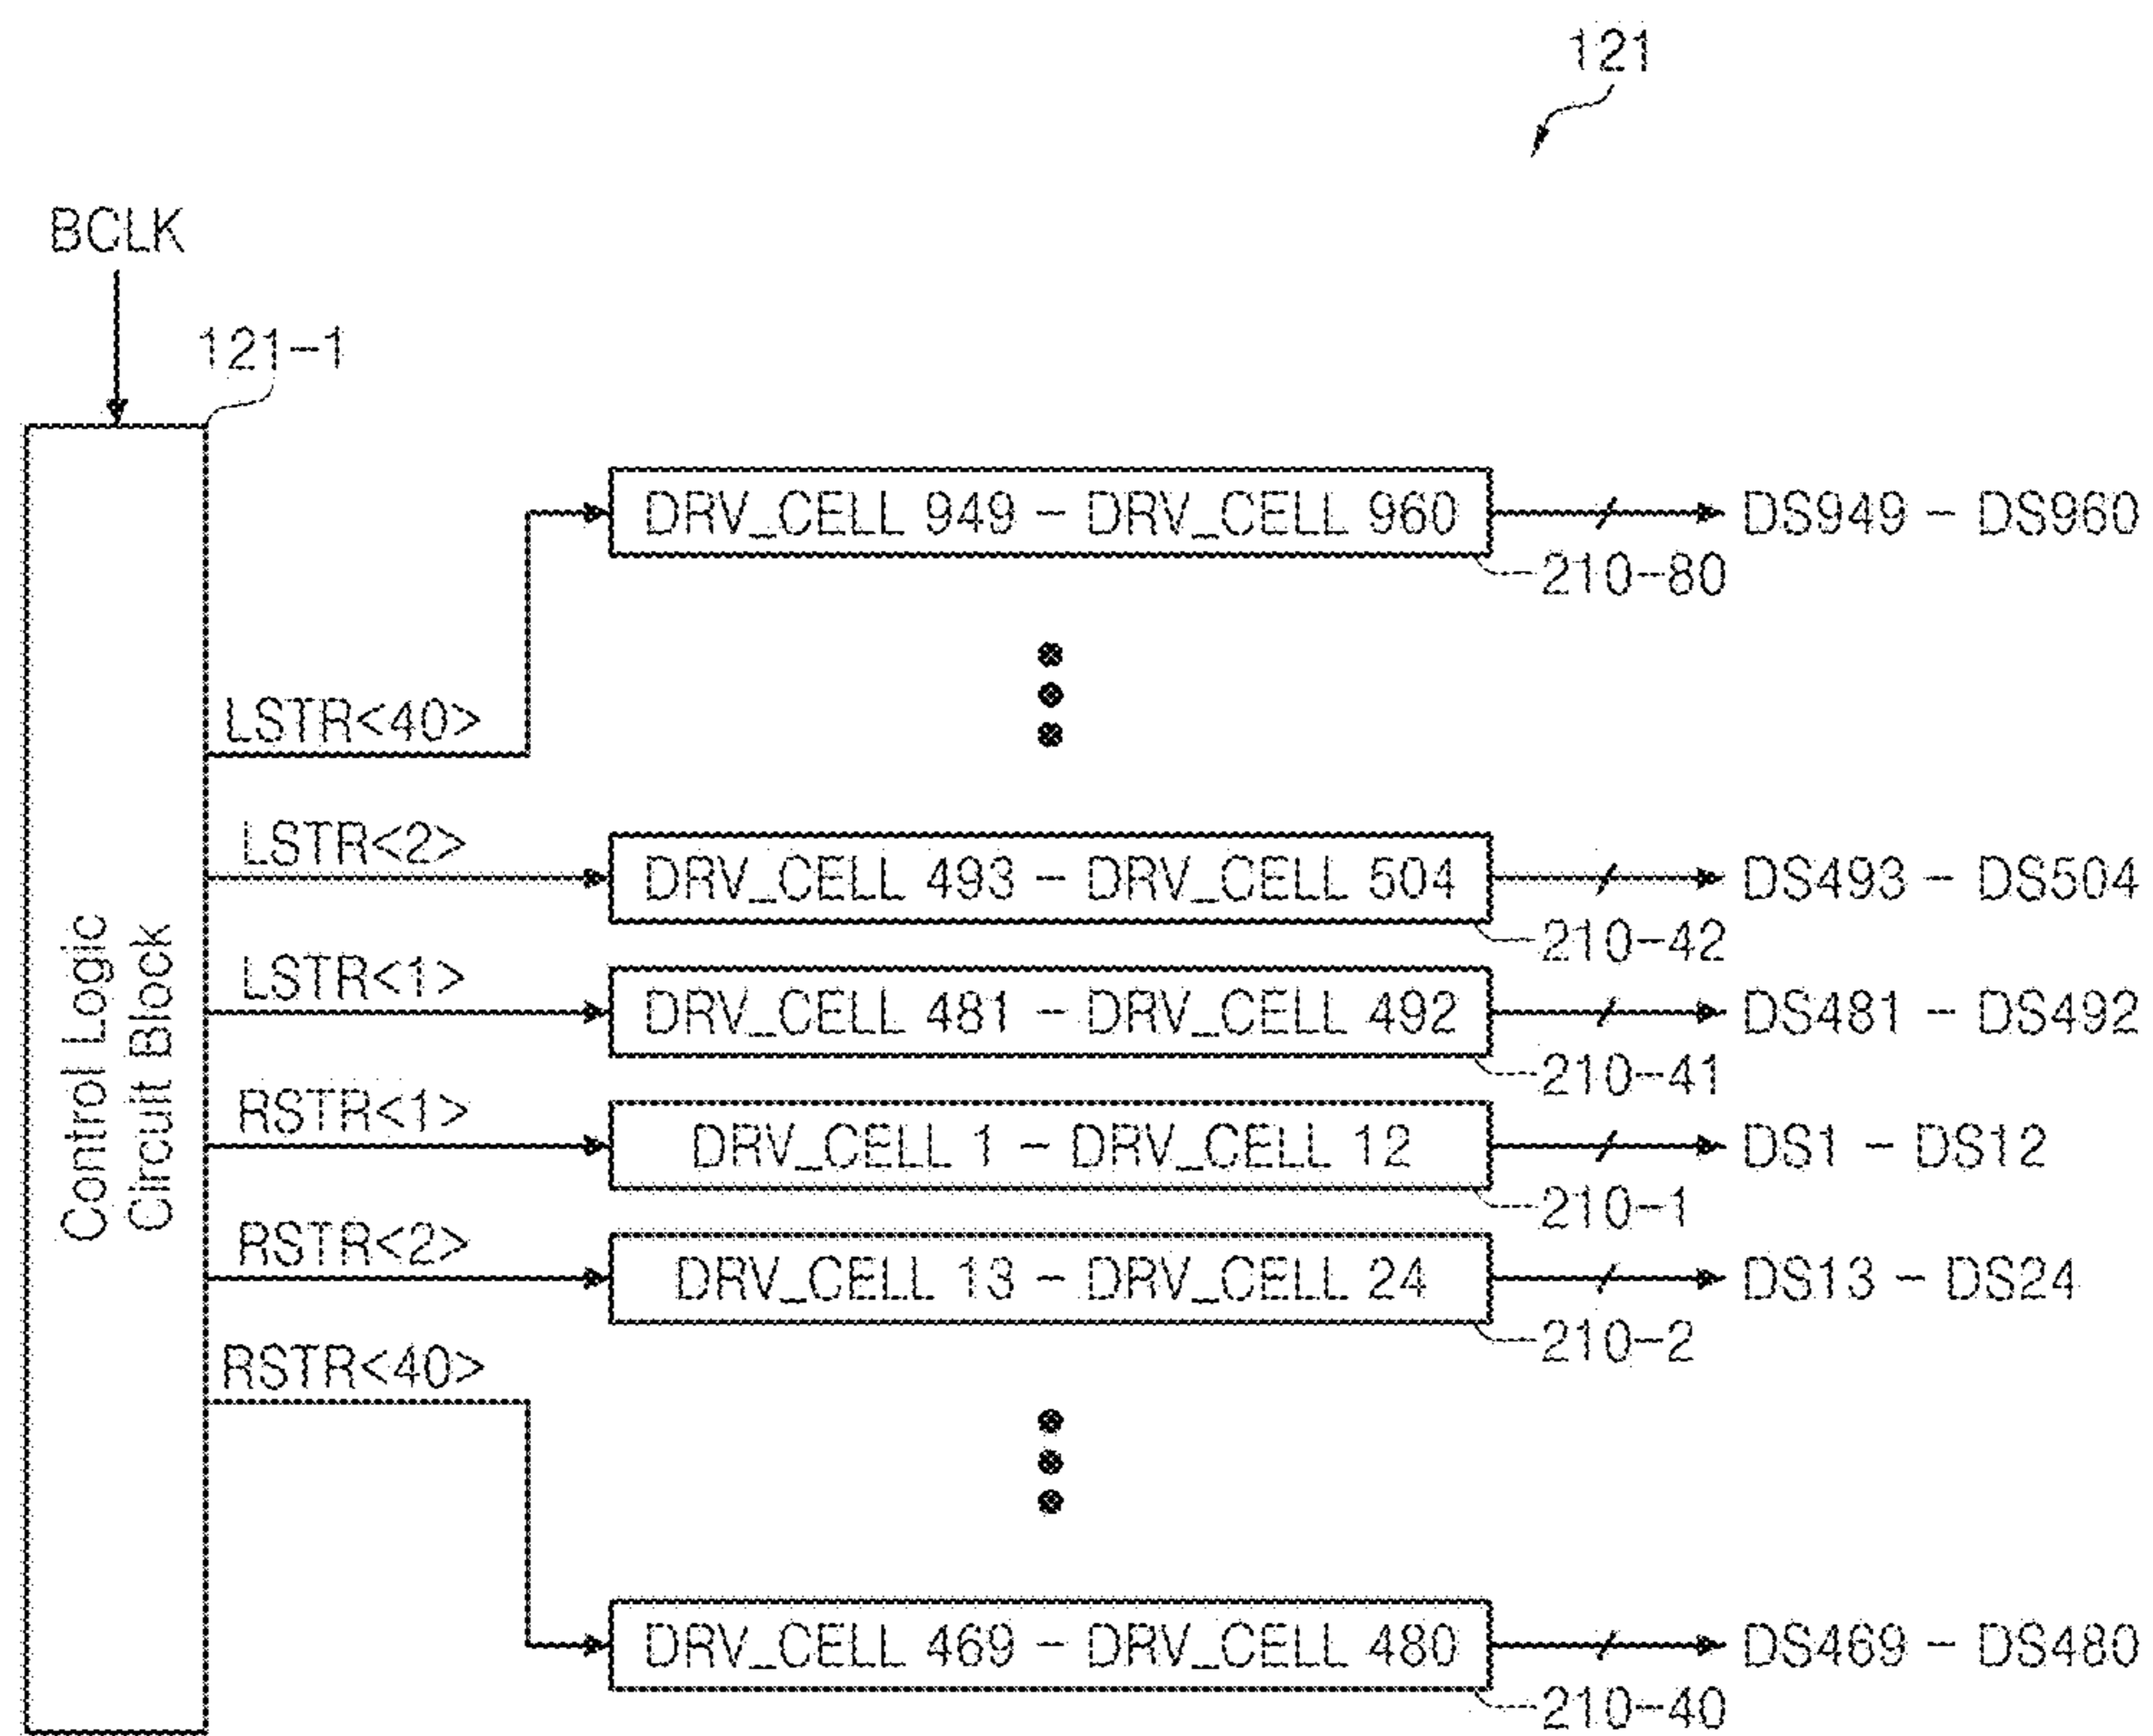 121
BCLK
121-1
Control Logic
Circuit Block
DRV_CELL 949 - DRV_CELL 960
DS949 - DS960
210-80
LSTR<40>
LSTR<2>
DRV_CELL 493 - DRV_CELL 504
DS493 - DS504
210-42
LSTR<1>
DRV_CELL 481 - DRV_CELL 492
DS481 - DS492
210-41
RSTR<1>
DRV_CELL 1 - DRV_CELL 12
DS1 - DS12
210-1
RSTR<2>
DRV_CELL 13 - DRV_CELL 24
DS13 - DS24
210-2
RSTR<40>
DRV_CELL 469 - DRV_CELL 480
DS469 - DS480
210-40